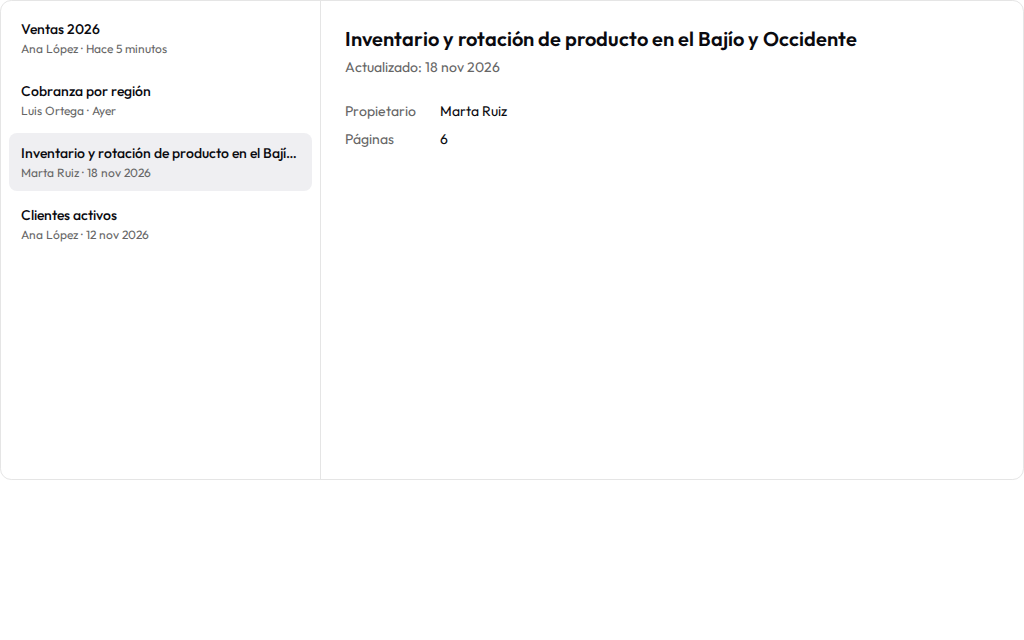 Ventas 2026
Ana López · Hace 5 minutos
Cobranza por región
Luis Ortega · Ayer
Inventario y rotación de producto en el Bají…
Marta Ruiz · 18 nov 2026
Clientes activos
Ana López · 12 nov 2026
Inventario y rotación de producto en el Bajío y Occidente
Actualizado: 18 nov 2026
Propietario Marta Ruiz
Páginas 6